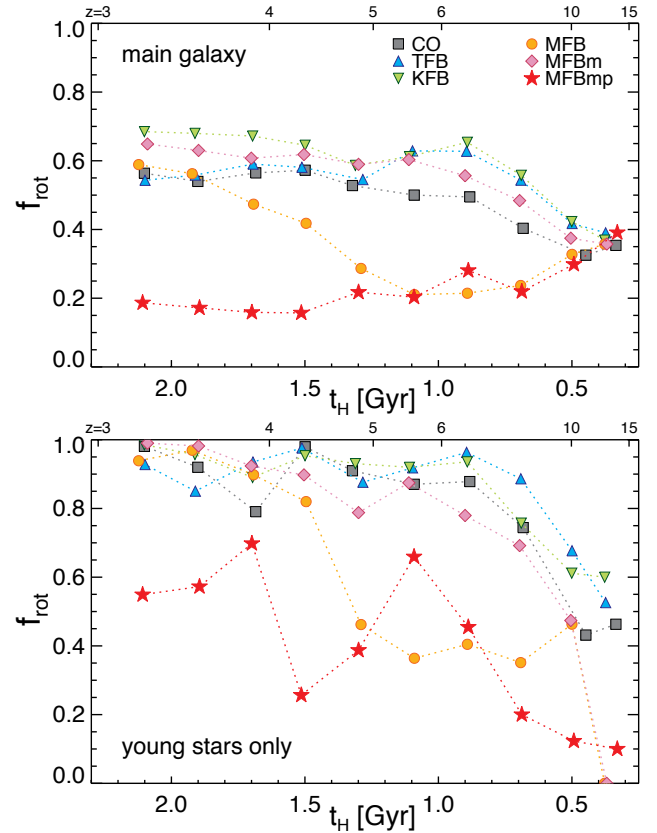 z=3 4 5 6 10 15
1.0
main galaxy
CO MFB
TFB MFBm
KFB MFBmp
0.8
0.6
f_rot
0.4
0.2
0.0
2.0 1.5 1.0 0.5
t_H [Gyr]
z=3 4 5 6 10 15
1.0
0.8
0.6
f_rot
0.4
0.2
young stars only
0.0
2.0 1.5 1.0 0.5
t_H [Gyr]